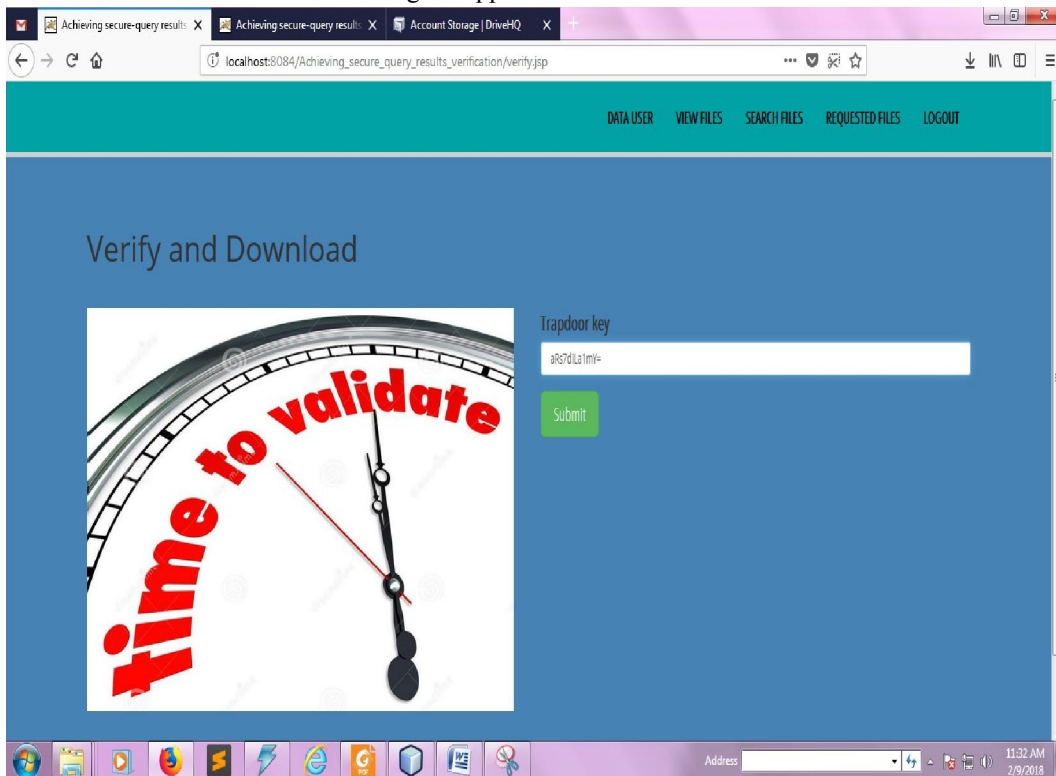 Achieving secure-query results
Achieving secure-query results
Account Storage | DriveHQ
localhost:8084/Achieving_secure_query_results_verification/verify.jsp
DATA USER VIEW FILES SEARCH FILES REQUESTED FILES LOGOUT
Verify and Download
time to validate
Trapdoor key
Submit
Address
11:32 AM
2/9/2018